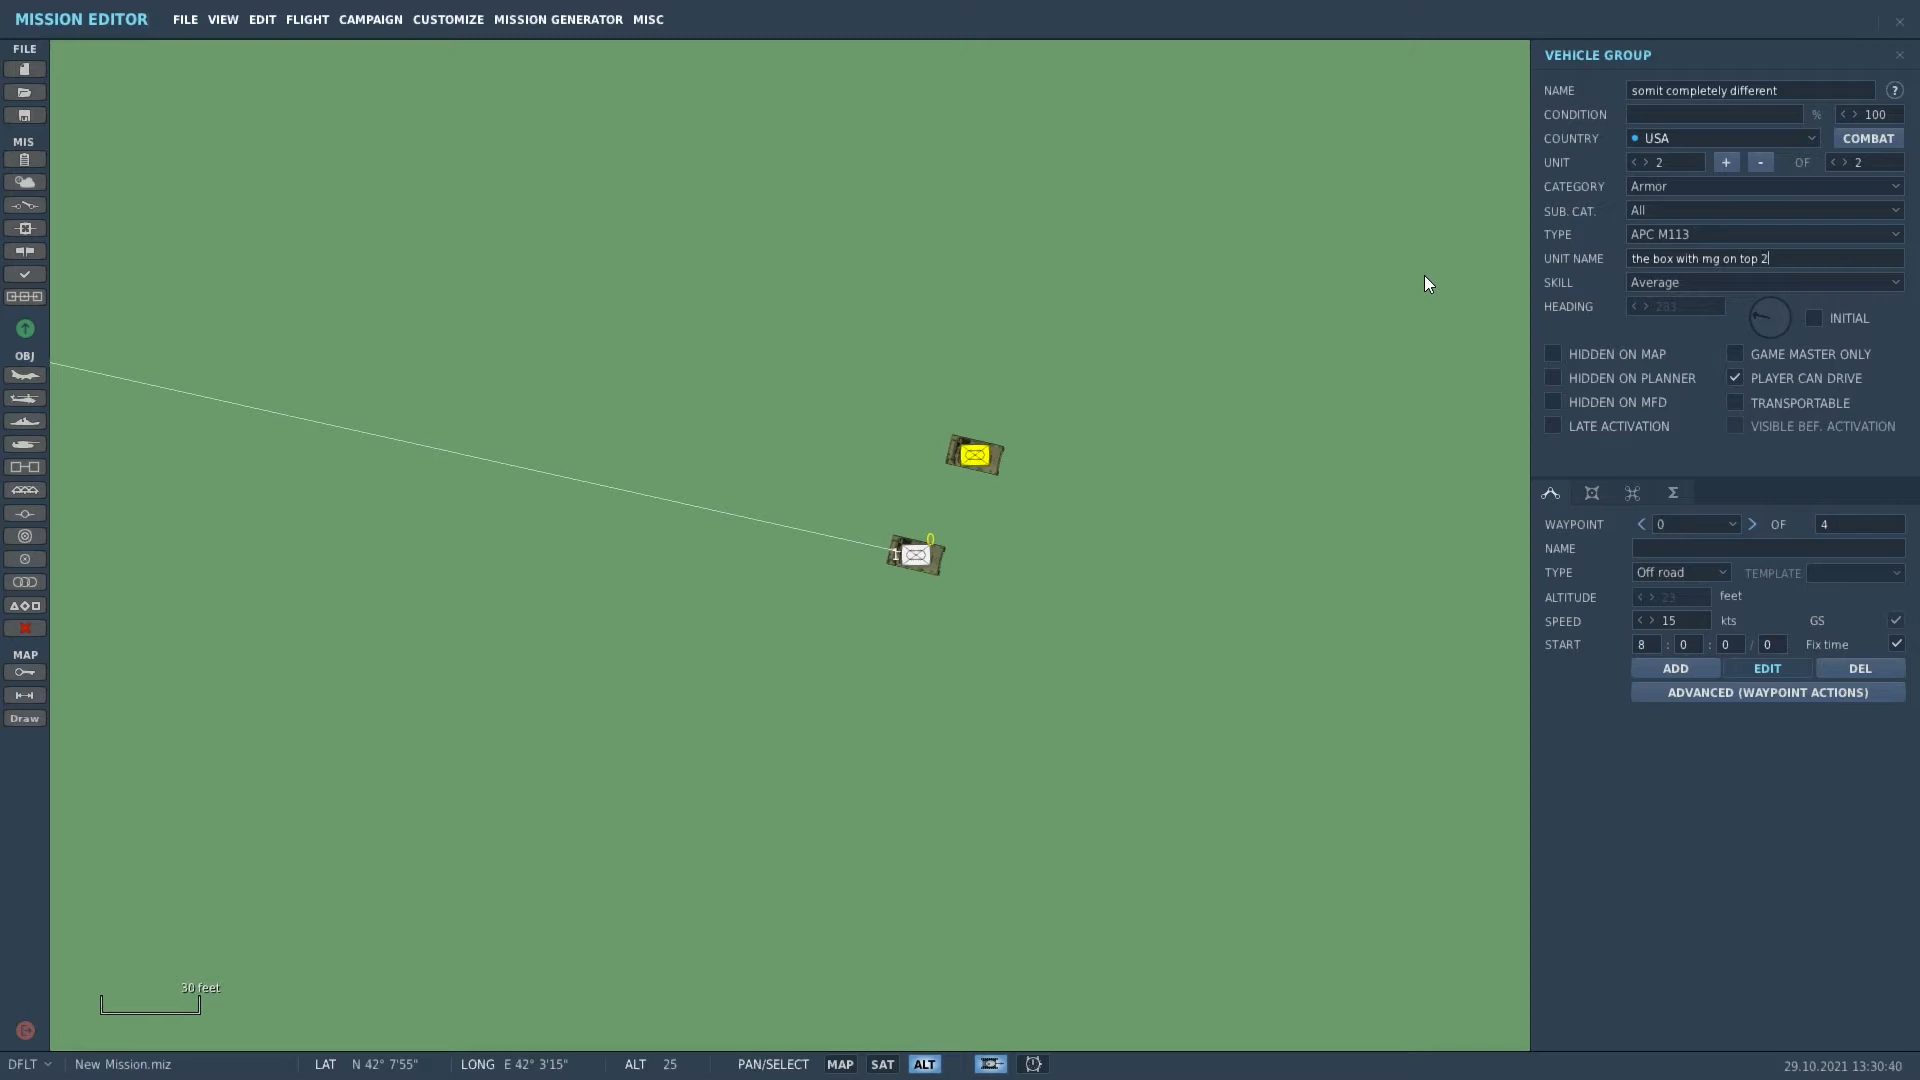 MISSION EDITOR FILE VIEW EDIT FLIGHT CAMPAIGN CUSTOMIZE MISSION GENERATOR MISC
FILE
MIS
OBJ
MAP
Draw
0
1
30 feet
VEHICLE GROUP
NAME somit completely different ?
CONDITION % < > 100
COUNTRY USA COMBAT
UNIT < > 2 + - OF < > 2
CATEGORY Armor
SUB. CAT. All
TYPE APC M113
UNIT NAME the box with mg on top 2
SKILL Average
HEADING < > 283 INITIAL
HIDDEN ON MAP GAME MASTER ONLY
HIDDEN ON PLANNER PLAYER CAN DRIVE
HIDDEN ON MFD TRANSPORTABLE
LATE ACTIVATION VISIBLE BEF. ACTIVATION
Σ
WAYPOINT < 0 > OF 4
NAME
TYPE Off road TEMPLATE
ALTITUDE < > 23 feet
SPEED < > 15 kts GS
START 8 : 0 : 0 / 0 Fix time
ADD EDIT DEL
ADVANCED (WAYPOINT ACTIONS)
DFLT New Mission.miz LAT N 42° 7'55" LONG E 42° 3'15" ALT 25 PAN/SELECT MAP SAT ALT 29.10.2021 13:30:40